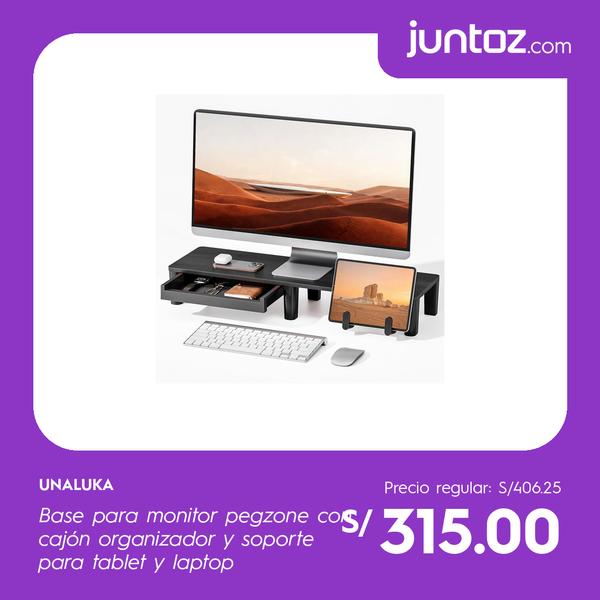 juntoz.com
UNALUKA
Base para monitor pegzone con
cajón organizador y soporte
para tablet y laptop
Precio regular: S/406.25
S/ 315.00